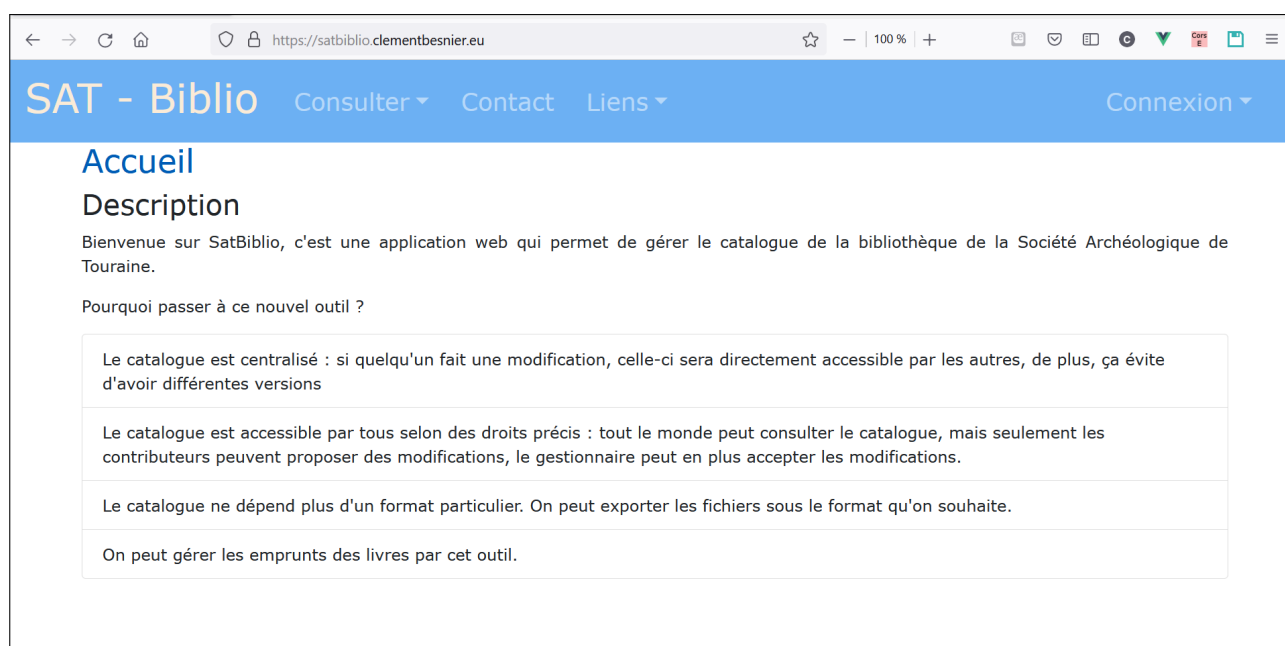 https://satbiblio.clementbesnier.eu
100 %
Cors
E
SAT - Biblio Consulter Contact Liens Connexion
Accueil
Description
Bienvenue sur SatBiblio, c'est une application web qui permet de gérer le catalogue de la bibliothèque de la Société Archéologique de
Touraine.
Pourquoi passer à ce nouvel outil ?
Le catalogue est centralisé : si quelqu'un fait une modification, celle-ci sera directement accessible par les autres, de plus, ça évite
d'avoir différentes versions
Le catalogue est accessible par tous selon des droits précis : tout le monde peut consulter le catalogue, mais seulement les
contributeurs peuvent proposer des modifications, le gestionnaire peut en plus accepter les modifications.
Le catalogue ne dépend plus d'un format particulier. On peut exporter les fichiers sous le format qu'on souhaite.
On peut gérer les emprunts des livres par cet outil.